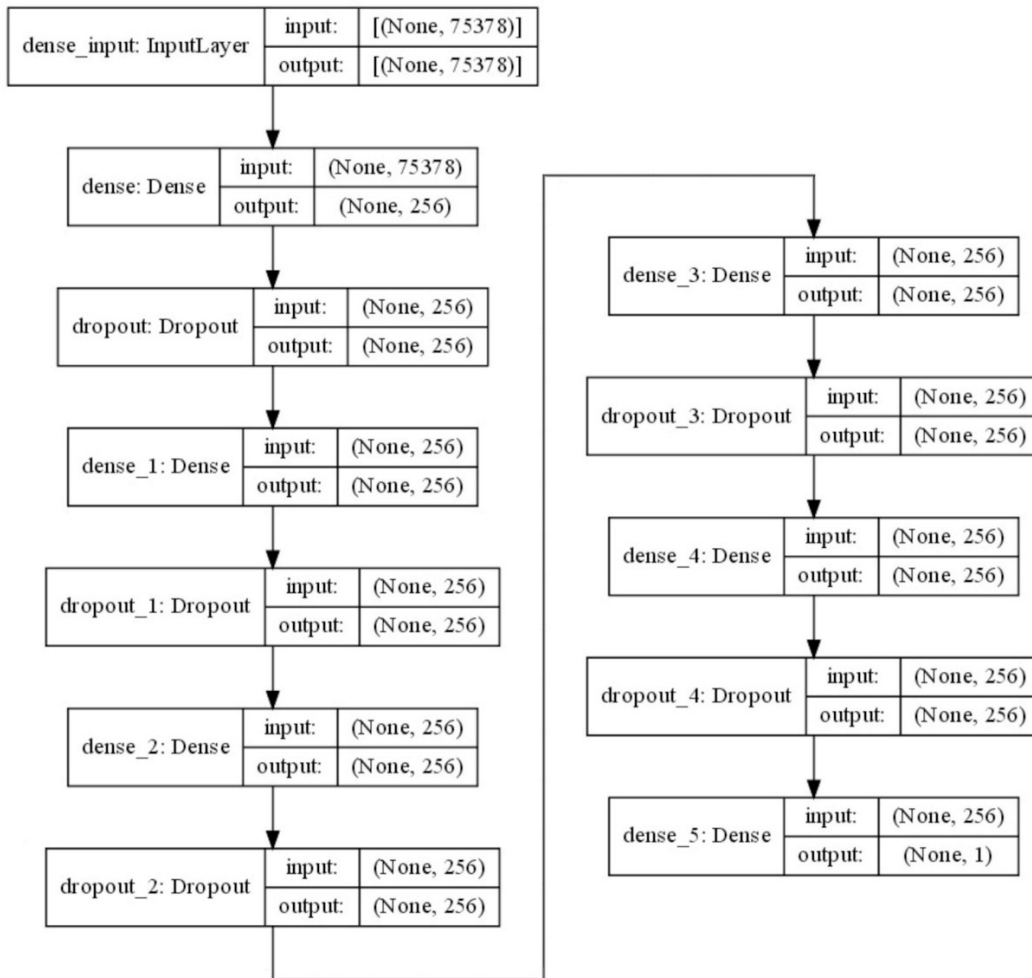 dense_input: InputLayer
input: [(None, 75378)]
output: [(None, 75378)]
dense: Dense
input: (None, 75378)
output: (None, 256)
dropout: Dropout
input: (None, 256)
output: (None, 256)
dense_1: Dense
input: (None, 256)
output: (None, 256)
dropout_1: Dropout
input: (None, 256)
output: (None, 256)
dense_2: Dense
input: (None, 256)
output: (None, 256)
dropout_2: Dropout
input: (None, 256)
output: (None, 256)
dense_3: Dense
input: (None, 256)
output: (None, 256)
dropout_3: Dropout
input: (None, 256)
output: (None, 256)
dense_4: Dense
input: (None, 256)
output: (None, 256)
dropout_4: Dropout
input: (None, 256)
output: (None, 256)
dense_5: Dense
input: (None, 256)
output: (None, 1)